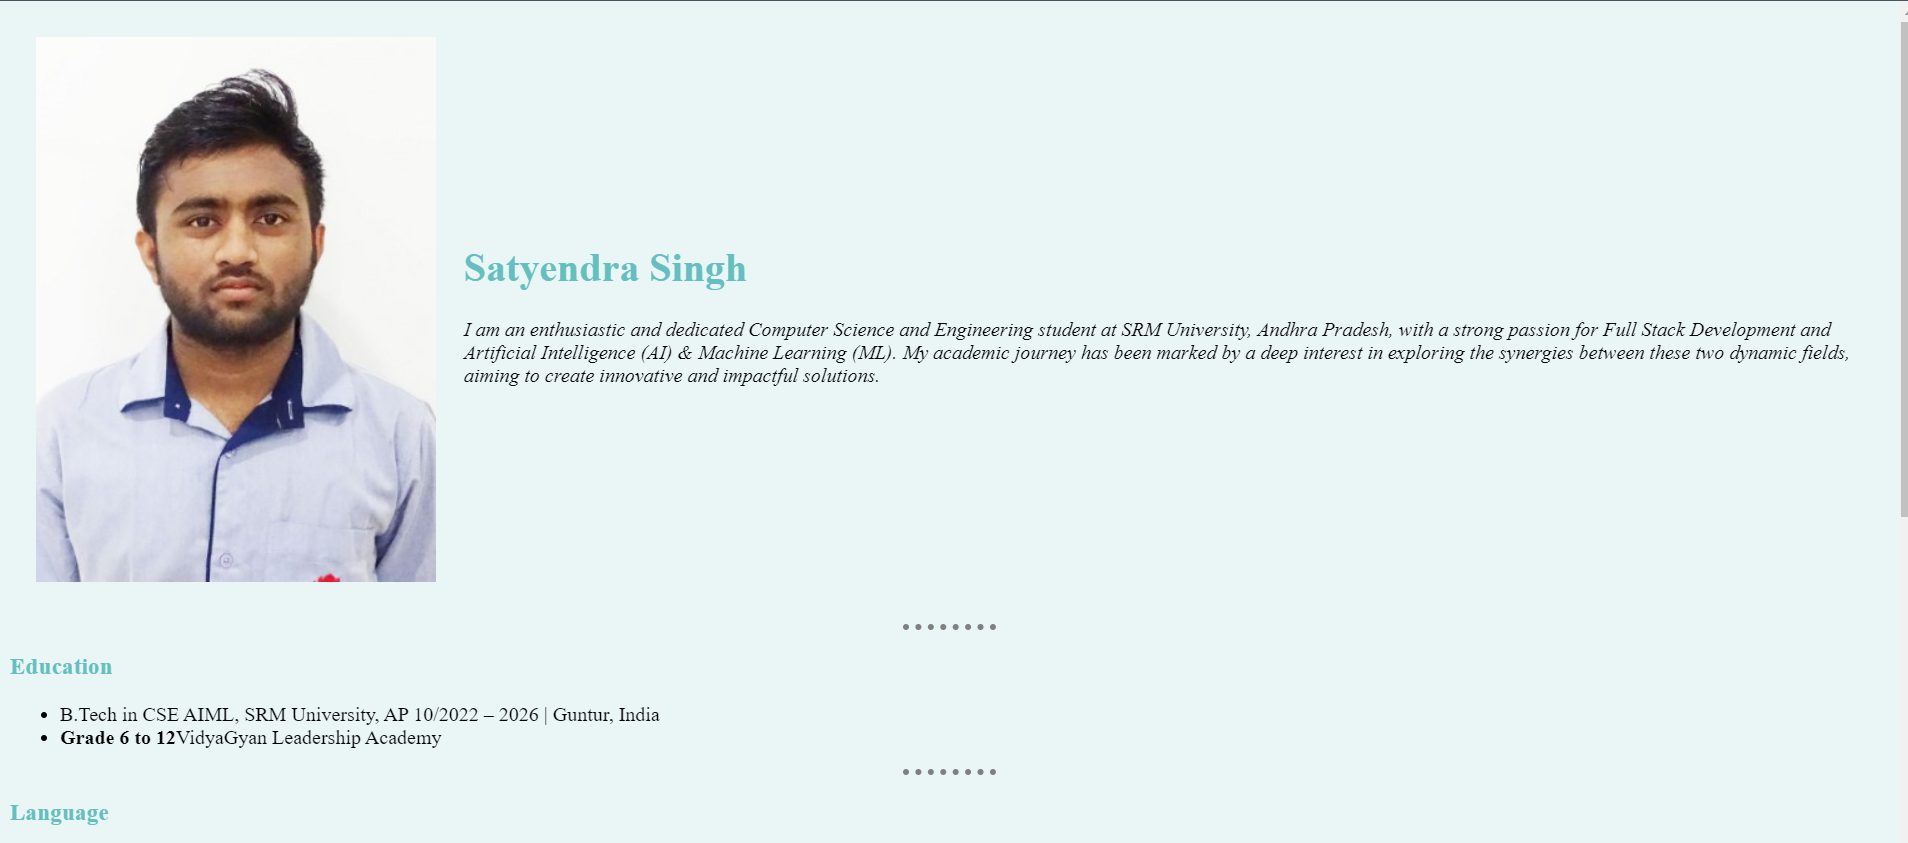 Satyendra Singh
I am an enthusiastic and dedicated Computer Science and Engineering student at SRM University, Andhra Pradesh, with a strong passion for Full Stack Development and
Artificial Intelligence (AI) & Machine Learning (ML). My academic journey has been marked by a deep interest in exploring the synergies between these two dynamic fields,
aiming to create innovative and impactful solutions.
Education
• B.Tech in CSE AIML, SRM University, AP 10/2022 – 2026 | Guntur, India
• Grade 6 to 12VidyaGyan Leadership Academy
Language